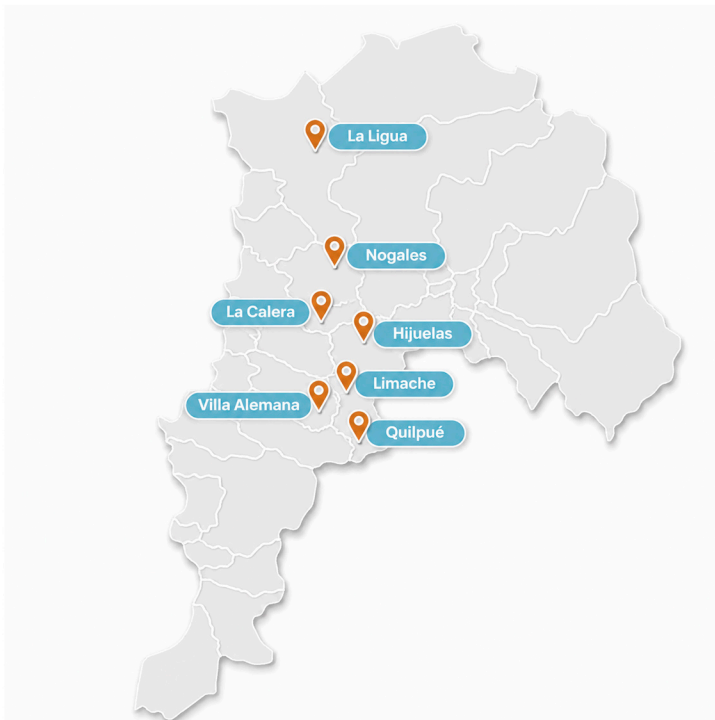 La Ligua
Nogales
La Calera
Hijuelas
Limache
Villa Alemana
Quilpué